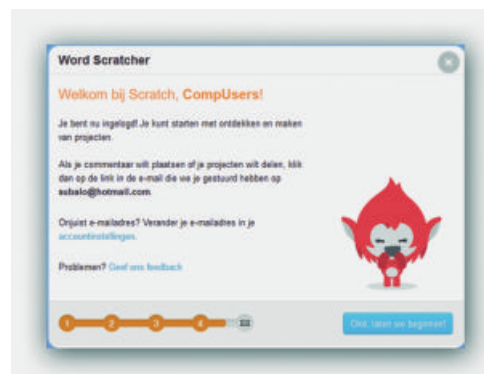 Word Scratcher
Welkom bij Scratch, CompUsers!
Je bent nu ingelogd! Je kunt starten met ontdekken en maken
van projecten.
Als je commentaar wilt plaatsen of je projecten wilt delen, klik
dan op de link in de e-mail die we je gestuurd hebben op
subalo@hotmail.com.
Onjuist e-mailadres? Verander je e-mailadres in je
accountinstellingen.
Problemen? Geef ons feedback
1 2 3 4
Oké, laten we beginnen!